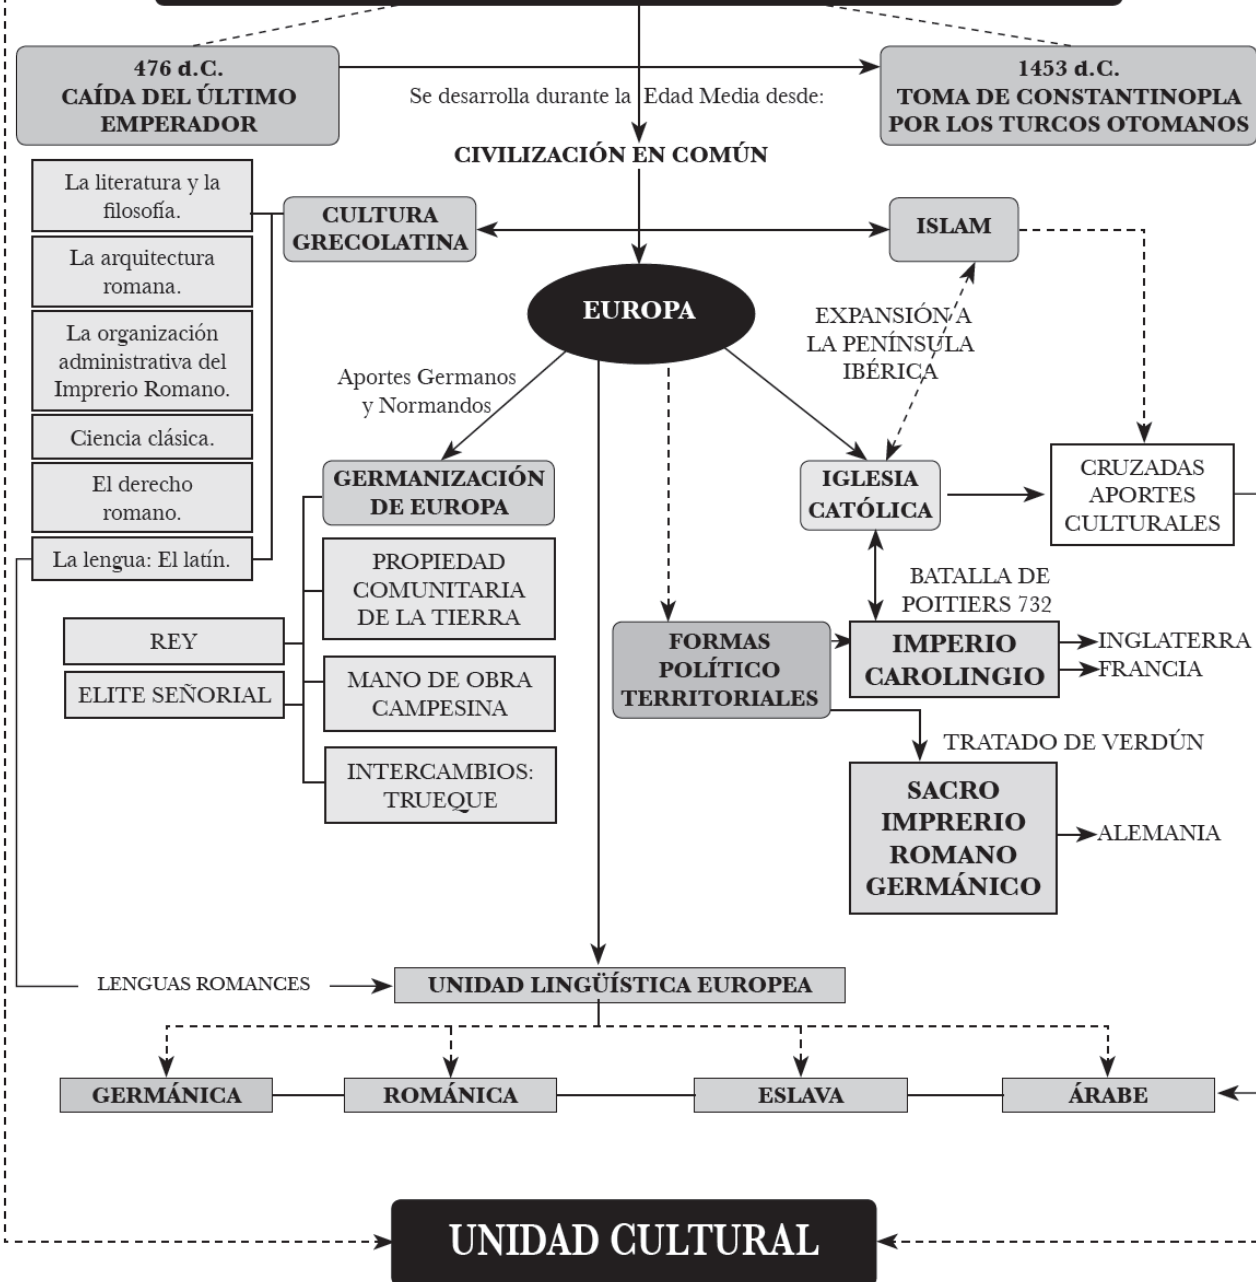 476 d.C.
CAÍDA DEL ÚLTIMO
EMPERADOR
Se desarrolla durante la Edad Media desde:
1453 d.C.
TOMA DE CONSTANTINOPLA
POR LOS TURCOS OTOMANOS
CIVILIZACIÓN EN COMÚN
La literatura y la
filosofía.
La arquitectura
romana.
La organización
administrativa del
Imprerio Romano.
Ciencia clásica.
El derecho
romano.
La lengua: El latín.
CULTURA
GRECOLATINA
ISLAM
EUROPA
EXPANSIÓN A
LA PENÍNSULA
IBÉRICA
Aportes Germanos
y Normandos
GERMANIZACIÓN
DE EUROPA
IGLESIA
CATÓLICA
CRUZADAS
APORTES
CULTURALES
PROPIEDAD
COMUNITARIA
DE LA TIERRA
REY
ELITE SEÑORIAL
MANO DE OBRA
CAMPESINA
INTERCAMBIOS:
TRUEQUE
BATALLA DE
POITIERS 732
FORMAS
POLÍTICO
TERRITORIALES
IMPERIO
CAROLINGIO
INGLATERRA
FRANCIA
TRATADO DE VERDÚN
SACRO
IMPRERIO
ROMANO
GERMÁNICO
ALEMANIA
LENGUAS ROMANCES
UNIDAD LINGÜÍSTICA EUROPEA
GERMÁNICA
ROMÁNICA
ESLAVA
ÁRABE
UNIDAD CULTURAL